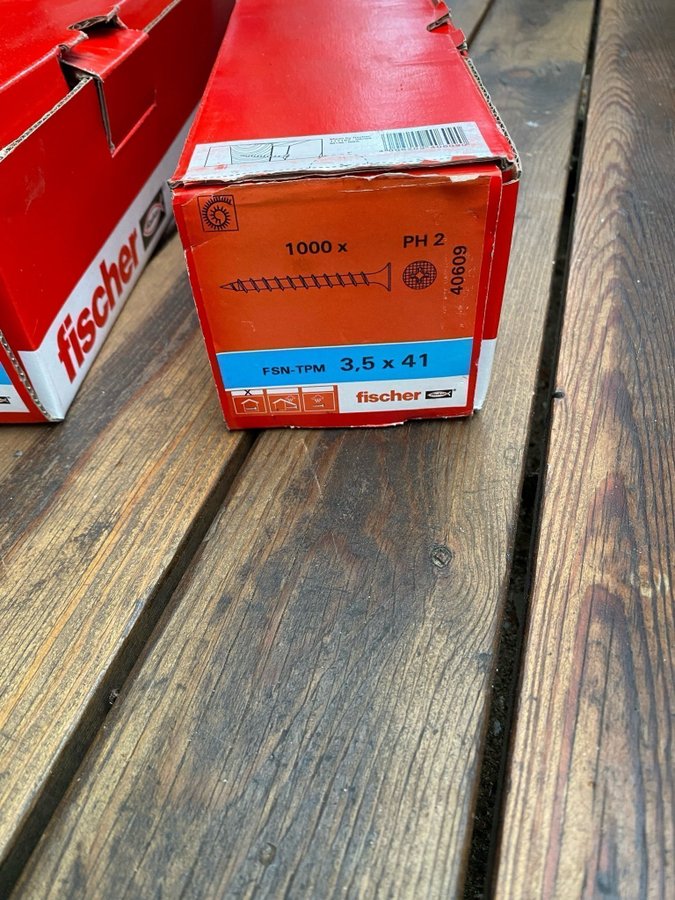 1000 x
PH 2
40609
FSN-TPM 3,5 x 41
X
fischer
fischer